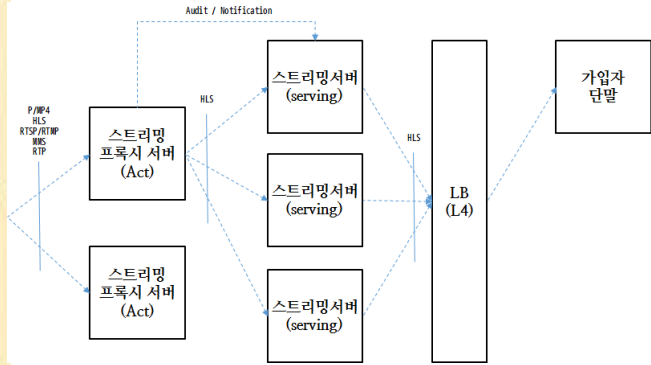 Audit / Notification
P/MP4
HLS
RTSP/RTMP
MMS
RTP
스트리밍
프록시 서버
(Act)
스트리밍
프록시 서버
(Act)
HLS
스트리밍서버
(serving)
스트리밍서버
(serving)
스트리밍서버
(serving)
HLS
LB
(L4)
가입자
단말